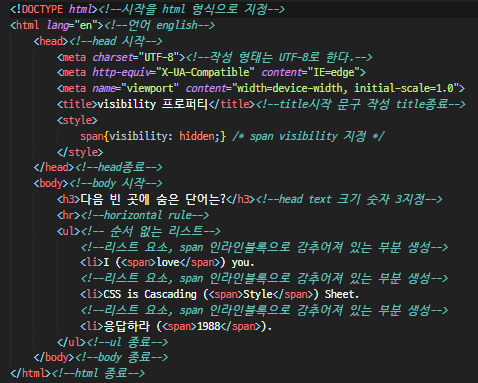 <!DOCTYPE html><!--시작을 html 형식으로 지정-->
<html lang="en"><!--언어 english-->
<head><!--head 시작-->
<meta charset="UTF-8"><!--작성 형태는 UTF-8로 한다.-->
<meta http-equiv="X-UA-Compatible" content="IE=edge">
<meta name="viewport" content="width=device-width, initial-scale=1.0">
<title>visibility 프로퍼티</title><!--title시작 문구 작성 title종료-->
<style>
span{visibility: hidden;} /* span visibility 지정 */
</style>
</head><!--head종료-->
<body><!--body 시작-->
<h3>다음 빈 곳에 숨은 단어는?</h3><!--head text 크기 숫자 3지정-->
<hr><!--horizontal rule-->
<ul><!-- 순서 없는 리스트-->
<!--리스트 요소, span 인라인블록으로 감추어져 있는 부분 생성-->
<li>I (<span>love</span>) you.
<!--리스트 요소, span 인라인블록으로 감추어져 있는 부분 생성-->
<li>CSS is Cascading (<span>Style</span>) Sheet.
<!--리스트 요소, span 인라인블록으로 감추어져 있는 부분 생성-->
<li>응답하라 (<span>1988</span>).
</ul><!--ul 종료-->
</body><!--body 종료-->
</html><!--html 종료-->